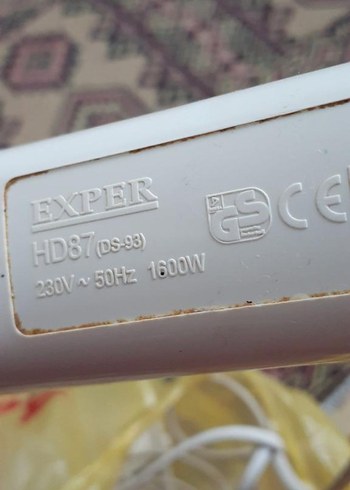 EXPER
HD87 (DS-93)
230V ~ 50Hz 1600W
GS
CE